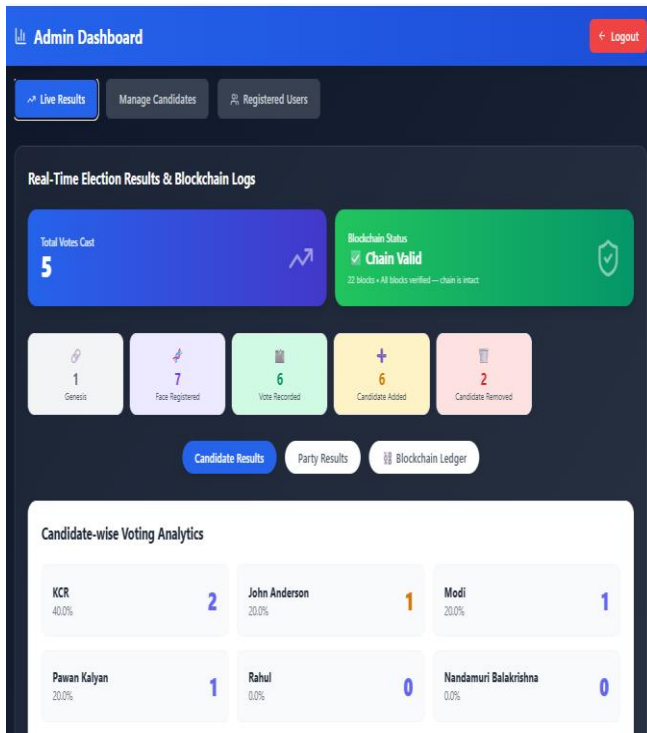 Admin Dashboard
← Logout
Live Results
Manage Candidates
Registered Users
Real-Time Election Results & Blockchain Logs
Total Votes Cast
5
Blockchain Status
✅ Chain Valid
22 blocks • All blocks verified — chain is intact
1
Genesis
7
Face Registered
6
Vote Recorded
6
Candidate Added
2
Candidate Removed
Candidate Results
Party Results
Blockchain Ledger
Candidate-wise Voting Analytics
KCR
40.0%
2
John Anderson
20.0%
1
Modi
20.0%
1
Pawan Kalyan
20.0%
1
Rahul
0.0%
0
Nandamuri Balakrishna
0.0%
0